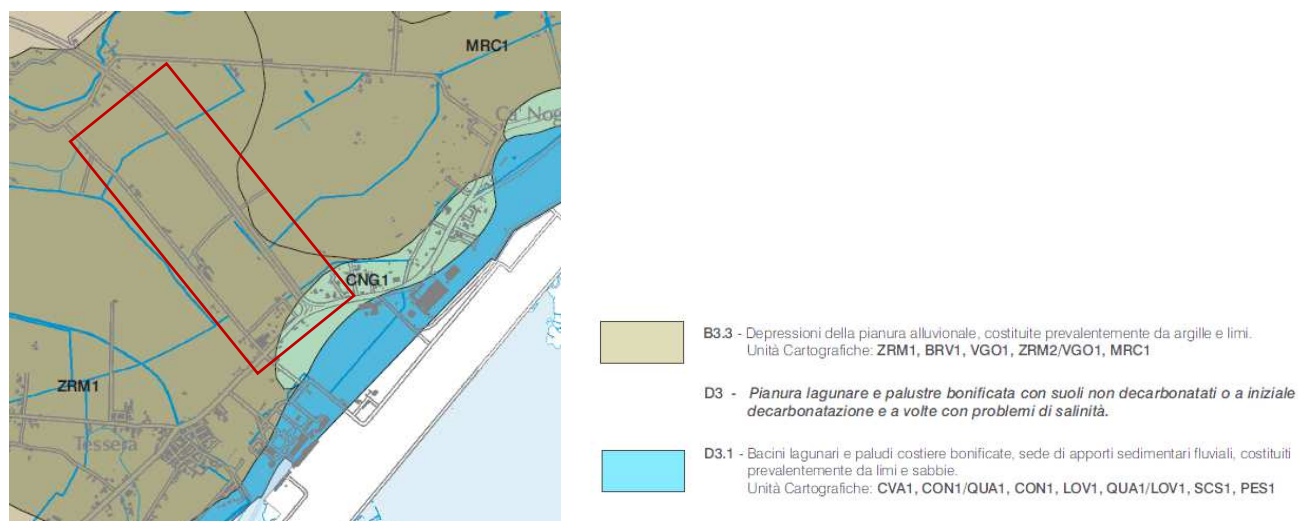 MRC1
Ca' Nog
CNG1
ZRM1
Tessera
B3.3 - Depressioni della pianura alluvionale, costituite prevalentemente da argille e limi.
Unità Cartografiche: ZRM1, BRV1, VGO1, ZRM2/VGO1, MRC1
D3 - Pianura lagunare e palustre bonificata con suoli non decarbonatati o a iniziale
decarbonatazione e a volte con problemi di salinità.
D3.1 - Bacini lagunari e paludi costiere bonificate, sede di apporti sedimentari fluviali, costituiti
prevalentemente da limi e sabbie.
Unità Cartografiche: CVA1, CON1/QUA1, CON1, LOV1, QUA1/LOV1, SCS1, PES1